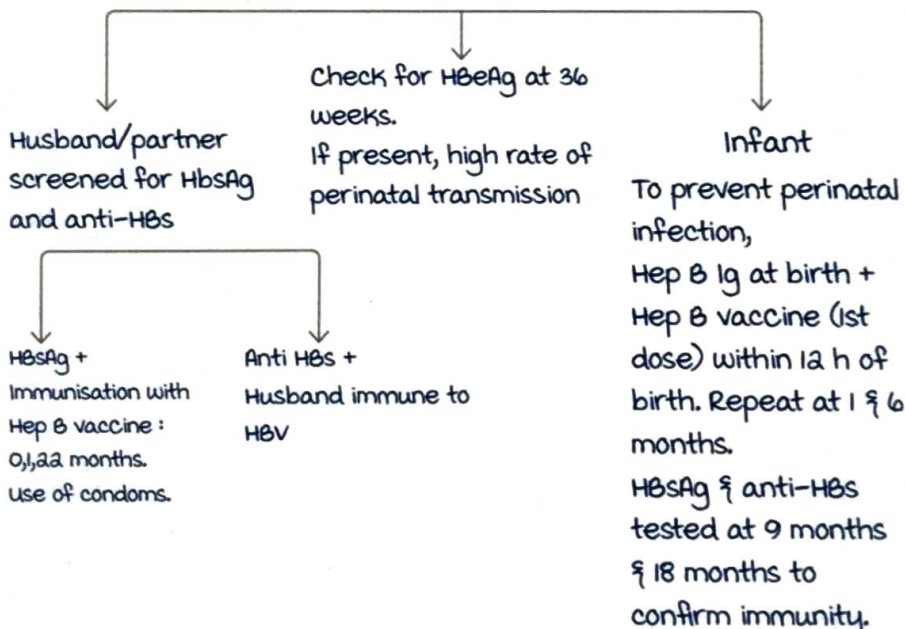 Husband/partner
screened for HbsAg
and anti-HBs
Check for HBeAg at 36
weeks.
If present, high rate of
perinatal transmission
Infant
To prevent perinatal
infection,
Hep B Ig at birth +
Hep B vaccine (1st
dose) within 12 h of
birth. Repeat at 1 & 6
months.
HBsAg & anti-HBs
tested at 9 months
& 18 months to
confirm immunity.
HBsAg +
Immunisation with
Hep B vaccine :
0,1,22 months.
use of condoms.
Anti HBs +
Husband immune to
HBV